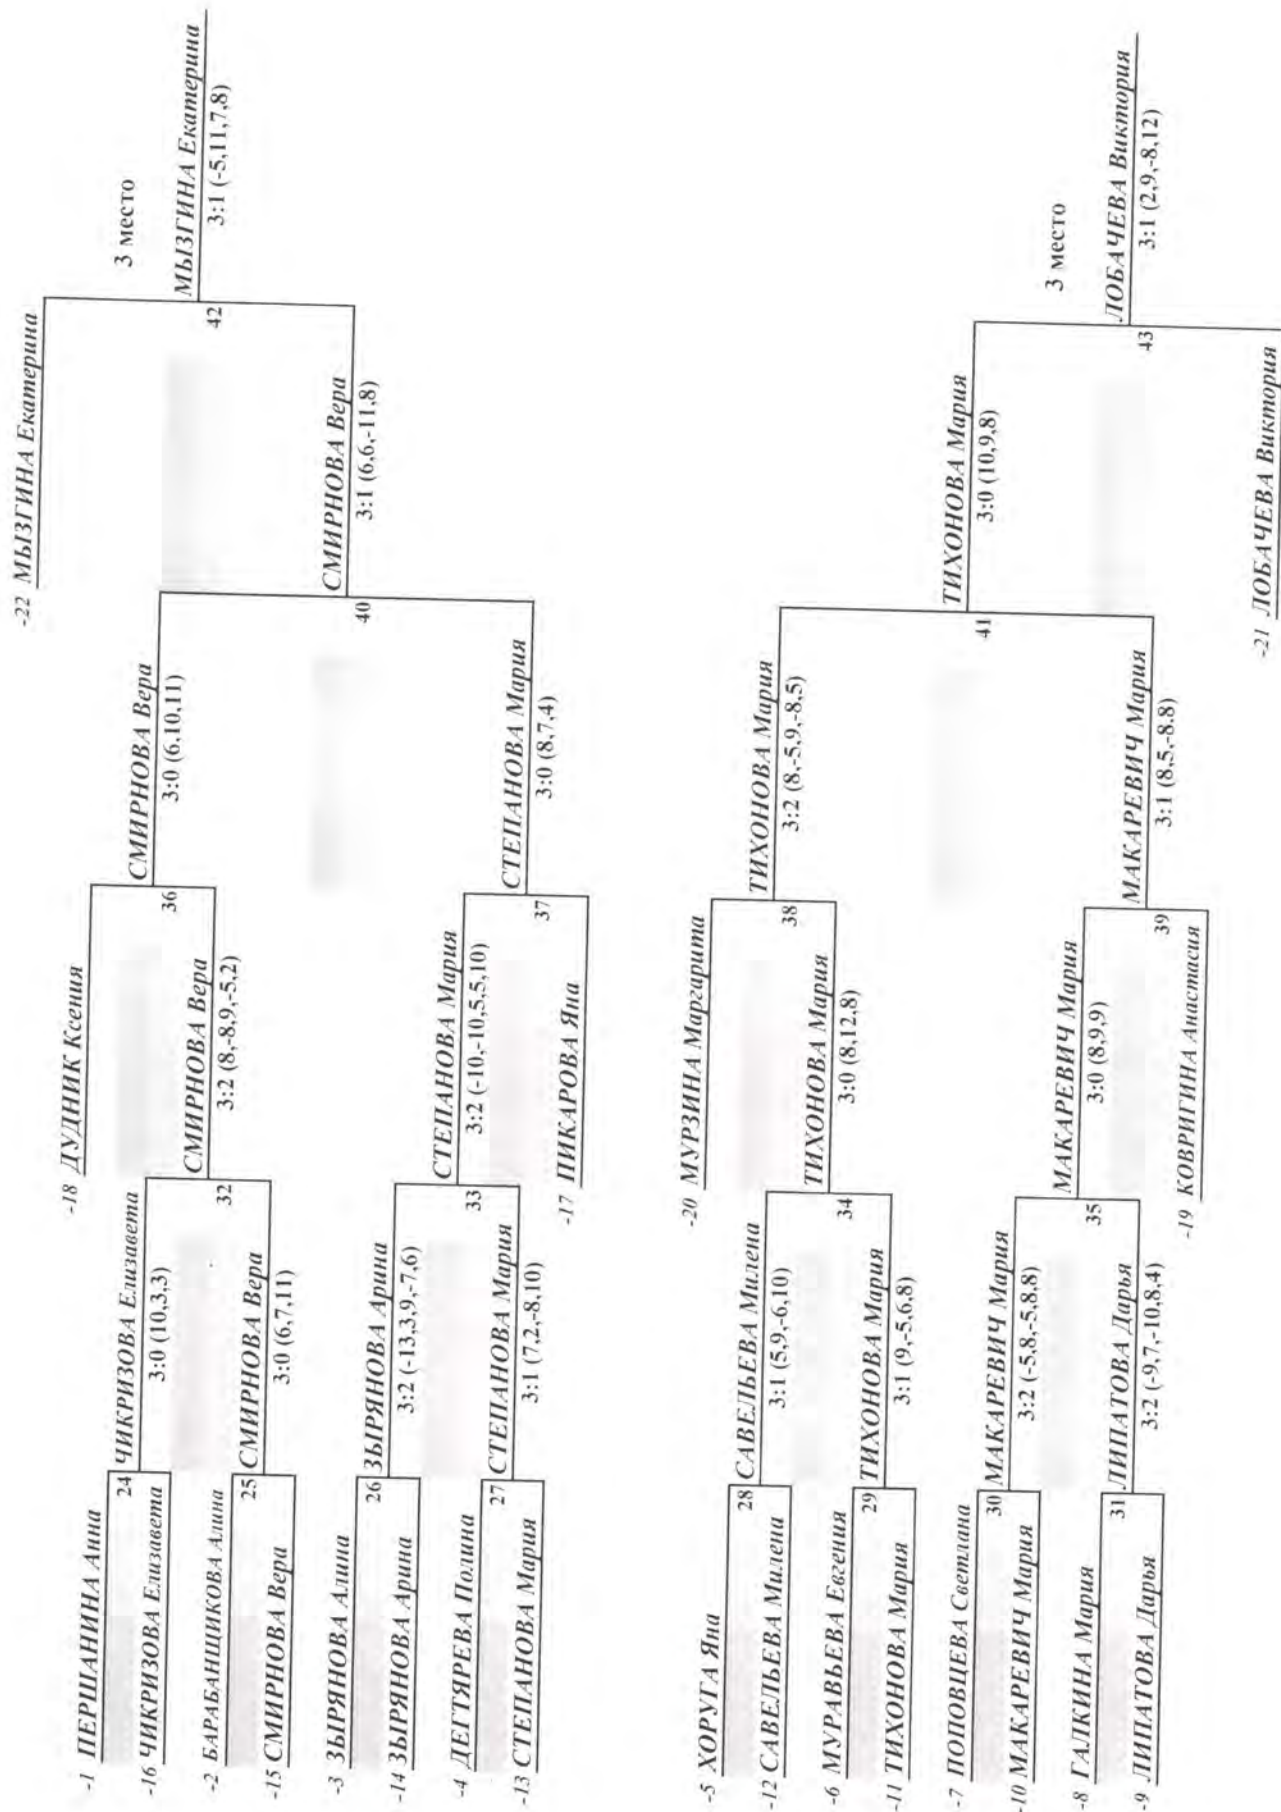 -1 ПЕРШАНИНА Анна
24 ЧИКРИЗОВА Елизавета
3:0 (10,3,3)
-16 ЧИКРИЗОВА Елизавета
-18 ДУДНИК Ксения
32 СМИРНОВА Вера
3:2 (8,-8,9,-5,2)
-2 БАРАБАНЩИКОВА Алина
25 СМИРНОВА Вера
3:0 (6,7,11)
-15 СМИРНОВА Вера
36 СМИРНОВА Вера
3:0 (6,10,11)
-22 МЫЗГИНА Екатерина
3 место
42 МЫЗГИНА Екатерина
3:1 (-5,11,7,8)
40 СМИРНОВА Вера
3:1 (6,6,-11,8)
-3 ЗЫРЯНОВА Алина
26 ЗЫРЯНОВА Арина
3:2 (-13,3,9,-7,6)
-14 ЗЫРЯНОВА Арина
33 СТЕПАНОВА Мария
3:2 (-10,-10,5,5,10)
-4 ДЕГТЯРЕВА Полина
27 СТЕПАНОВА Мария
3:1 (7,2,-8,10)
-13 СТЕПАНОВА Мария
37 СТЕПАНОВА Мария
3:0 (8,7,4)
-17 ПИКАРОВА Яна
-5 ХОРУГА Яна
28 САВЕЛЬЕВА Милена
3:1 (5,9,-6,10)
-12 САВЕЛЬЕВА Милена
-20 МУРЗИНА Маргарита
34 ТИХОНОВА Мария
3:0 (8,12,8)
-6 МУРАВЬЕВА Евгения
29 ТИХОНОВА Мария
3:1 (9,-5,6,8)
-11 ТИХОНОВА Мария
38 ТИХОНОВА Мария
3:2 (8,-5,9,-8,5)
41 ТИХОНОВА Мария
3:0 (10,9,8)
3 место
43 ЛОБАЧЕВА Виктория
3:1 (2,9,-8,12)
-7 ПОПОВЦЕВА Светлана
30 МАКАРЕВИЧ Мария
3:2 (-5,8,-5,8,8)
-10 МАКАРЕВИЧ Мария
35 МАКАРЕВИЧ Мария
3:0 (8,9,9)
-8 ГАЛКИНА Мария
31 ЛИПАТОВА Дарья
3:2 (-9,7,-10,8,4)
-9 ЛИПАТОВА Дарья
39 МАКАРЕВИЧ Мария
3:1 (8,5,-8.8)
-19 КОВРИГИНА Анастасия
-21 ЛОБАЧЕВА Виктория